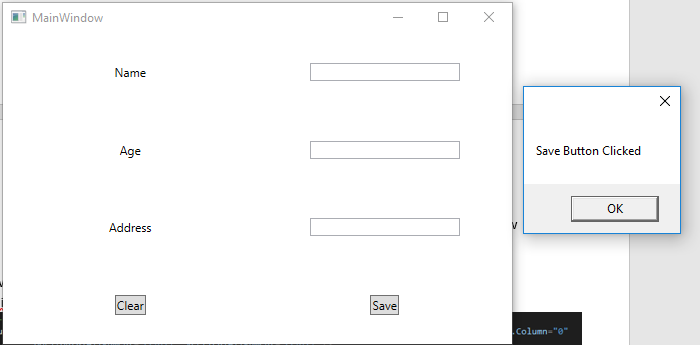 MainWindow
Name
Age
Address
Clear
Save
Save Button Clicked
OK
.Column="0"